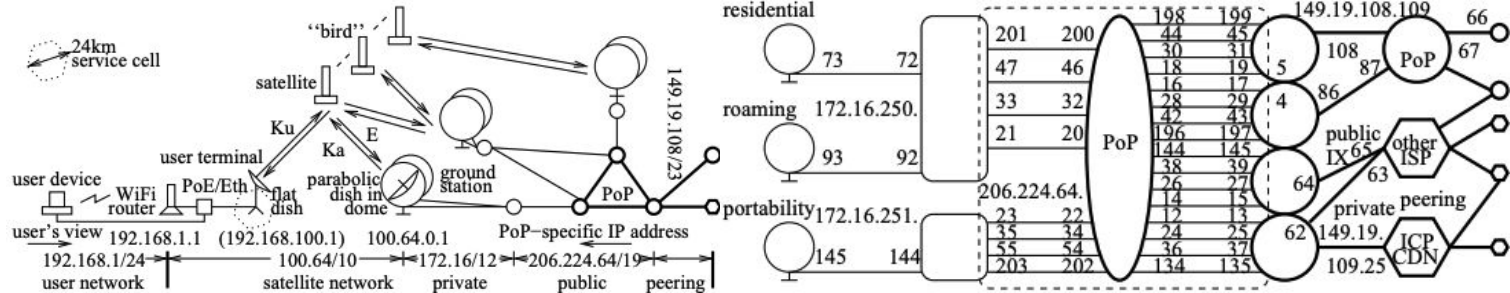 "bird"
24km
service cell
satellite
Ku
E
Ka
user terminal
user device
WiFi
router
PoE/Eth
flat
dish
parabolic
dish in
dome
ground
station
PoP
149.19.108/23
user's view
192.168.1.1
(192.168.100.1)
100.64.0.1
PoP-specific IP address
192.168.1/24
100.64/10
172.16/12
206.224.64/19
peering
user network
satellite network
private
public
residential
73
72
roaming
172.16.250.
93
92
portability
172.16.251.
145
144
201
200
47
46
33
32
21
20
206.224.64.
23
22
35
34
55
54
203
202
PoP
198
199
44
45
30
31
18
19
16
17
28
29
42
43
196
197
144
145
38
39
26
27
14
15
12
13
24
25
36
37
134
135
5
4
64
62
149.19.108.109
108
87
86
PoP
66
67
public
IX
65
63
other
ISP
private
peering
149.19.
109.25
ICP
CDN